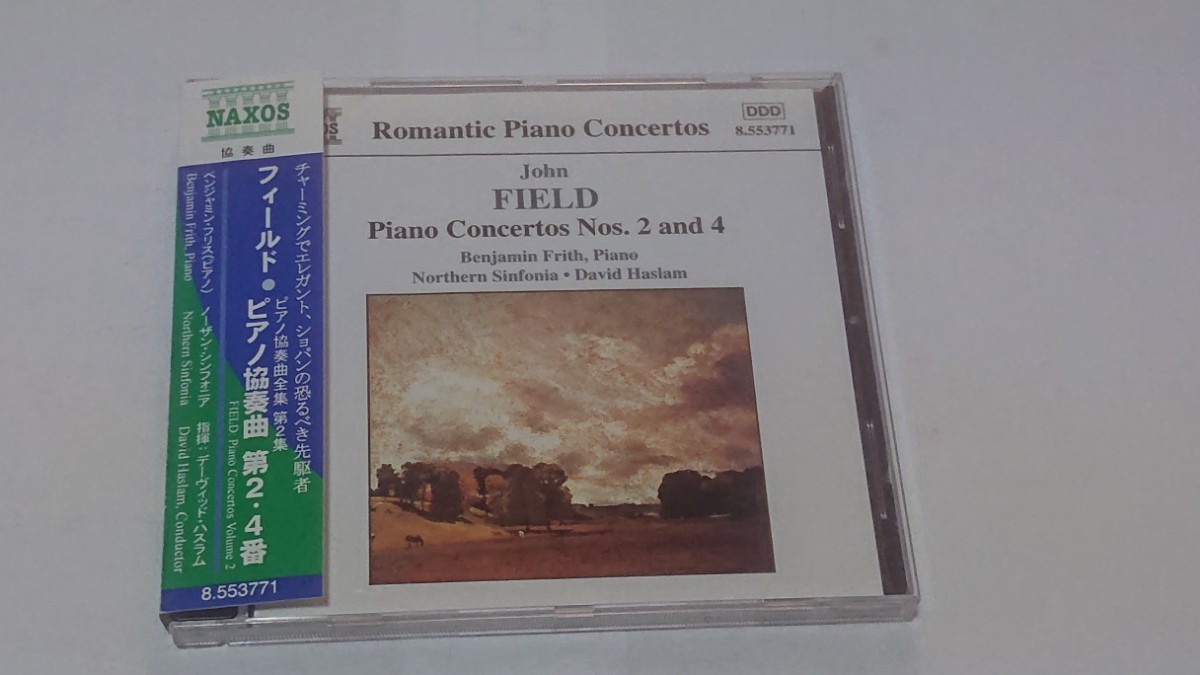 NAXOS
協奏曲
チャーミングでエレガント、ショパンの恐るべき先駆者
ピアノ協奏曲全集 第2集
フィールド●ピアノ協奏曲 第2・4番
FIELD: Piano Concertos Volume 2
ベンジャミン・フリス(ピアノ) ノーザン・シンフォニア 指揮:デーヴィッド・ハスラム
Benjamin Frith, Piano Northern Sinfonia David Haslam, Conductor
8.553771
OS
Romantic Piano Concertos
DDD
8.553771
John
FIELD
Piano Concertos Nos. 2 and 4
Benjamin Frith, Piano
Northern Sinfonia • David Haslam